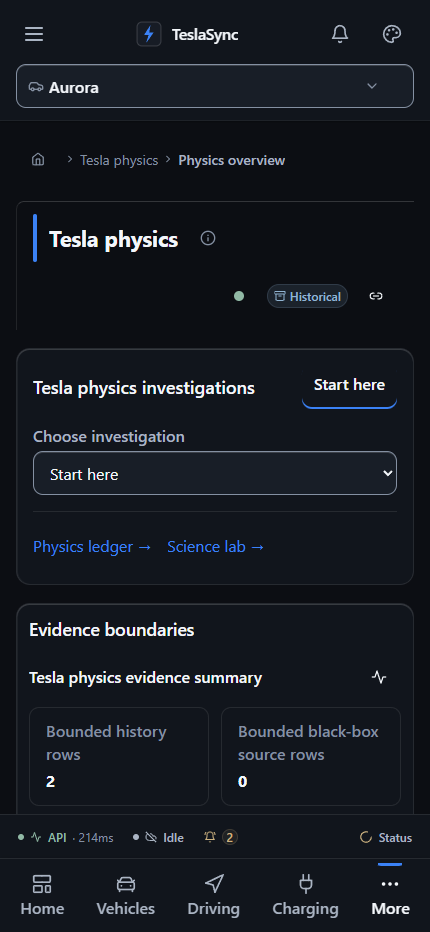 TeslaSync
Aurora
Tesla physics
Physics overview
Tesla physics
Historical
Tesla physics investigations
Start here
Choose investigation
Start here
Physics ledger →
Science lab →
Evidence boundaries
Tesla physics evidence summary
Bounded history
rows
2
Bounded black-box
source rows
0
API · 214ms
Idle
2
Status
Home
Vehicles
Driving
Charging
More